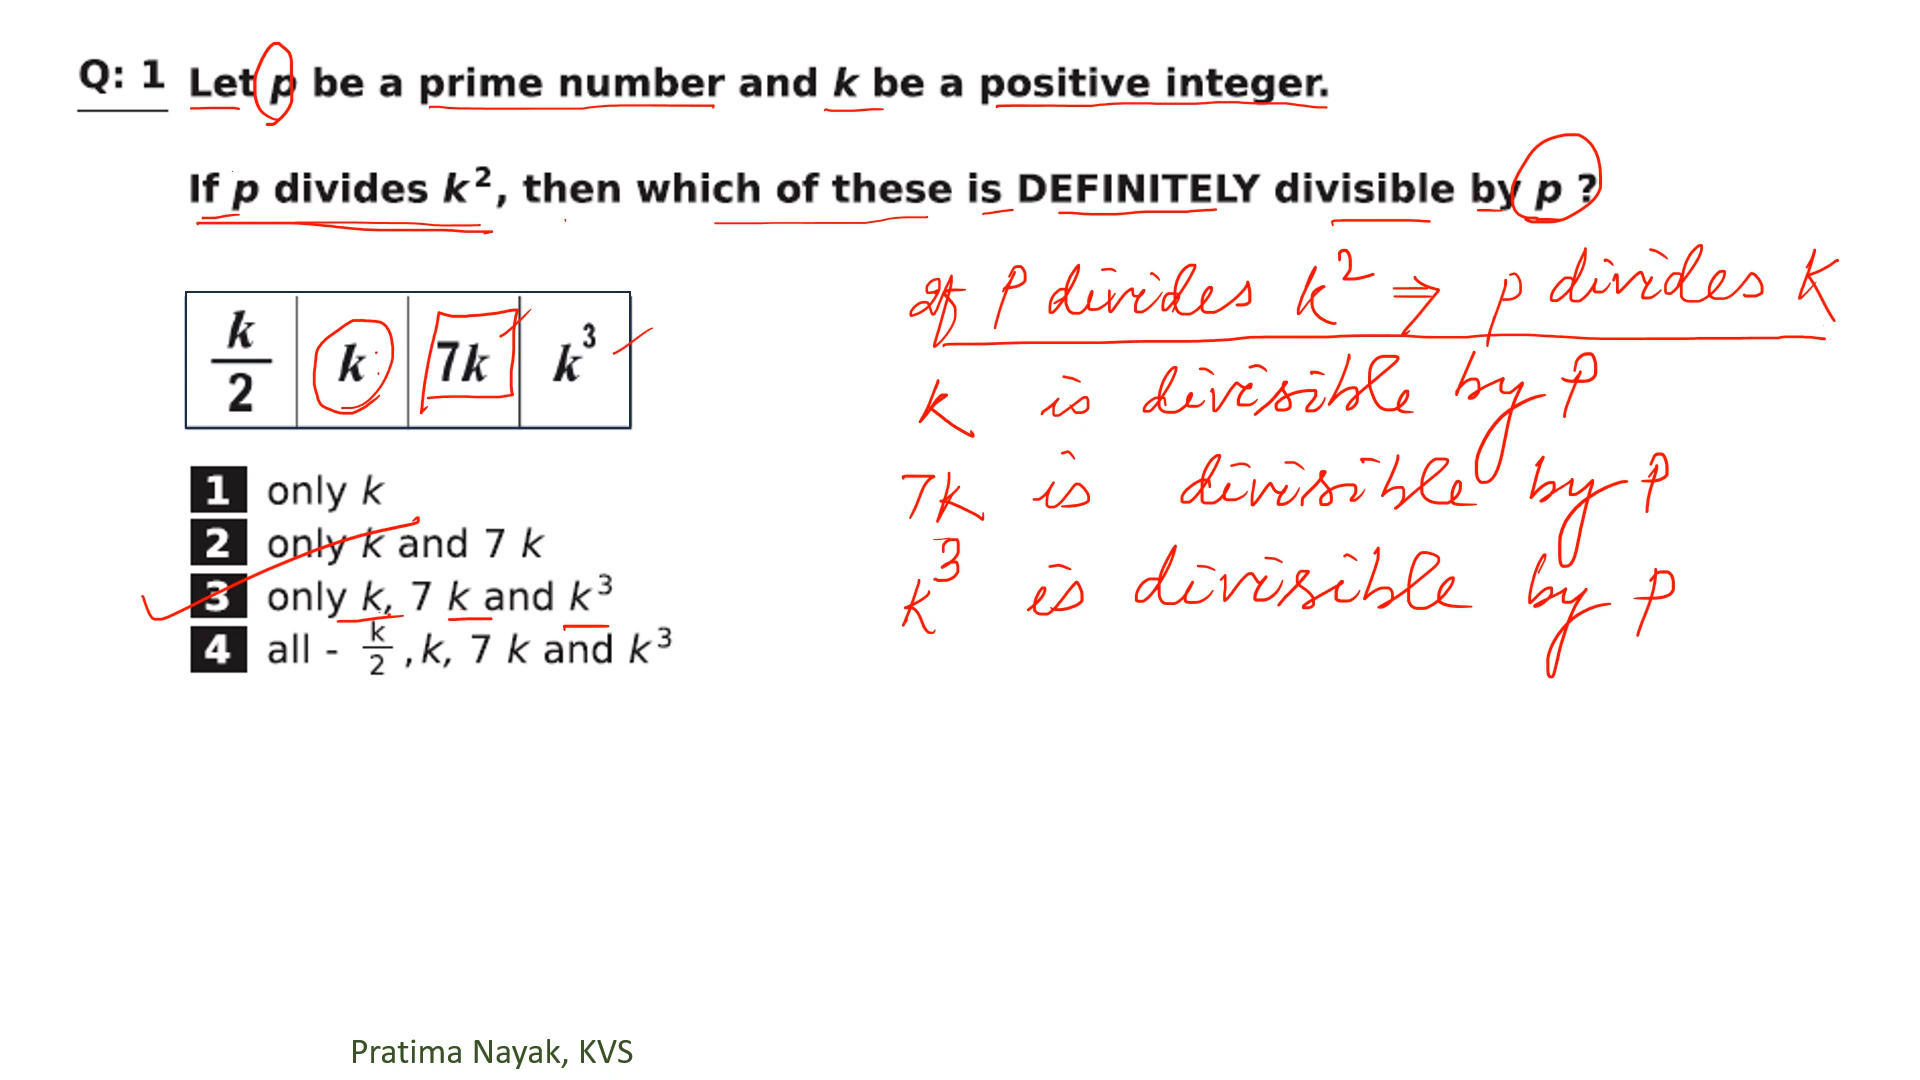 Q: 1 Let p be a prime number and k be a positive integer.
If p divides k², then which of these is DEFINITELY divisible by p ?
If P divides k² ⇒ p divides K
k/2 k 7k k³
k is divisible by P
7k is divisible by P
k³ is divisible by P
1 only k
2 only k and 7 k
3 only k, 7 k and k³
4 all - k/2 , k, 7 k and k³
Pratima Nayak, KVS